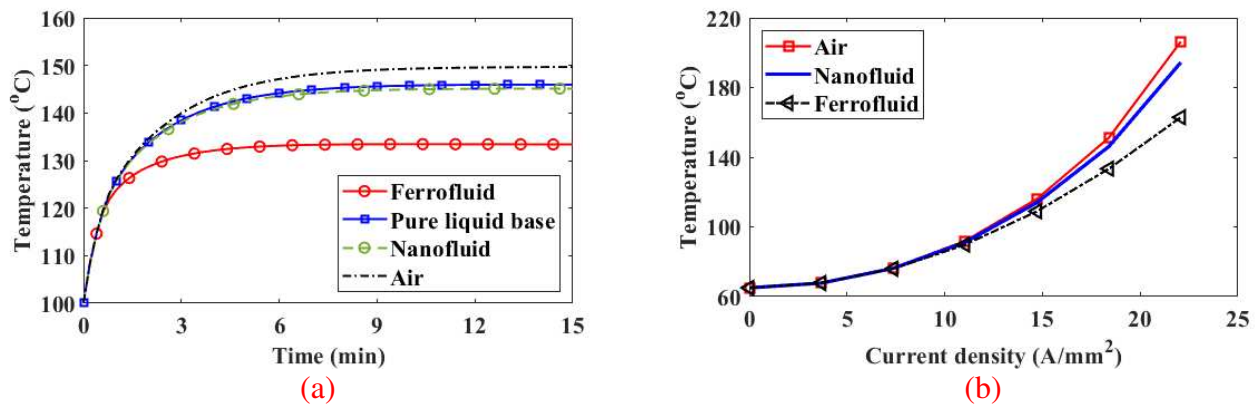 160
150
140
130
120
110
100
Temperature (°C)
Ferrofluid
Pure liquid base
Nanofluid
Air
0 3 6 9 12 15
Time (min)
(a)
220
180
140
100
60
Temperature (°C)
Air
Nanofluid
Ferrofluid
0 5 10 15 20 25
Current density (A/mm²)
(b)